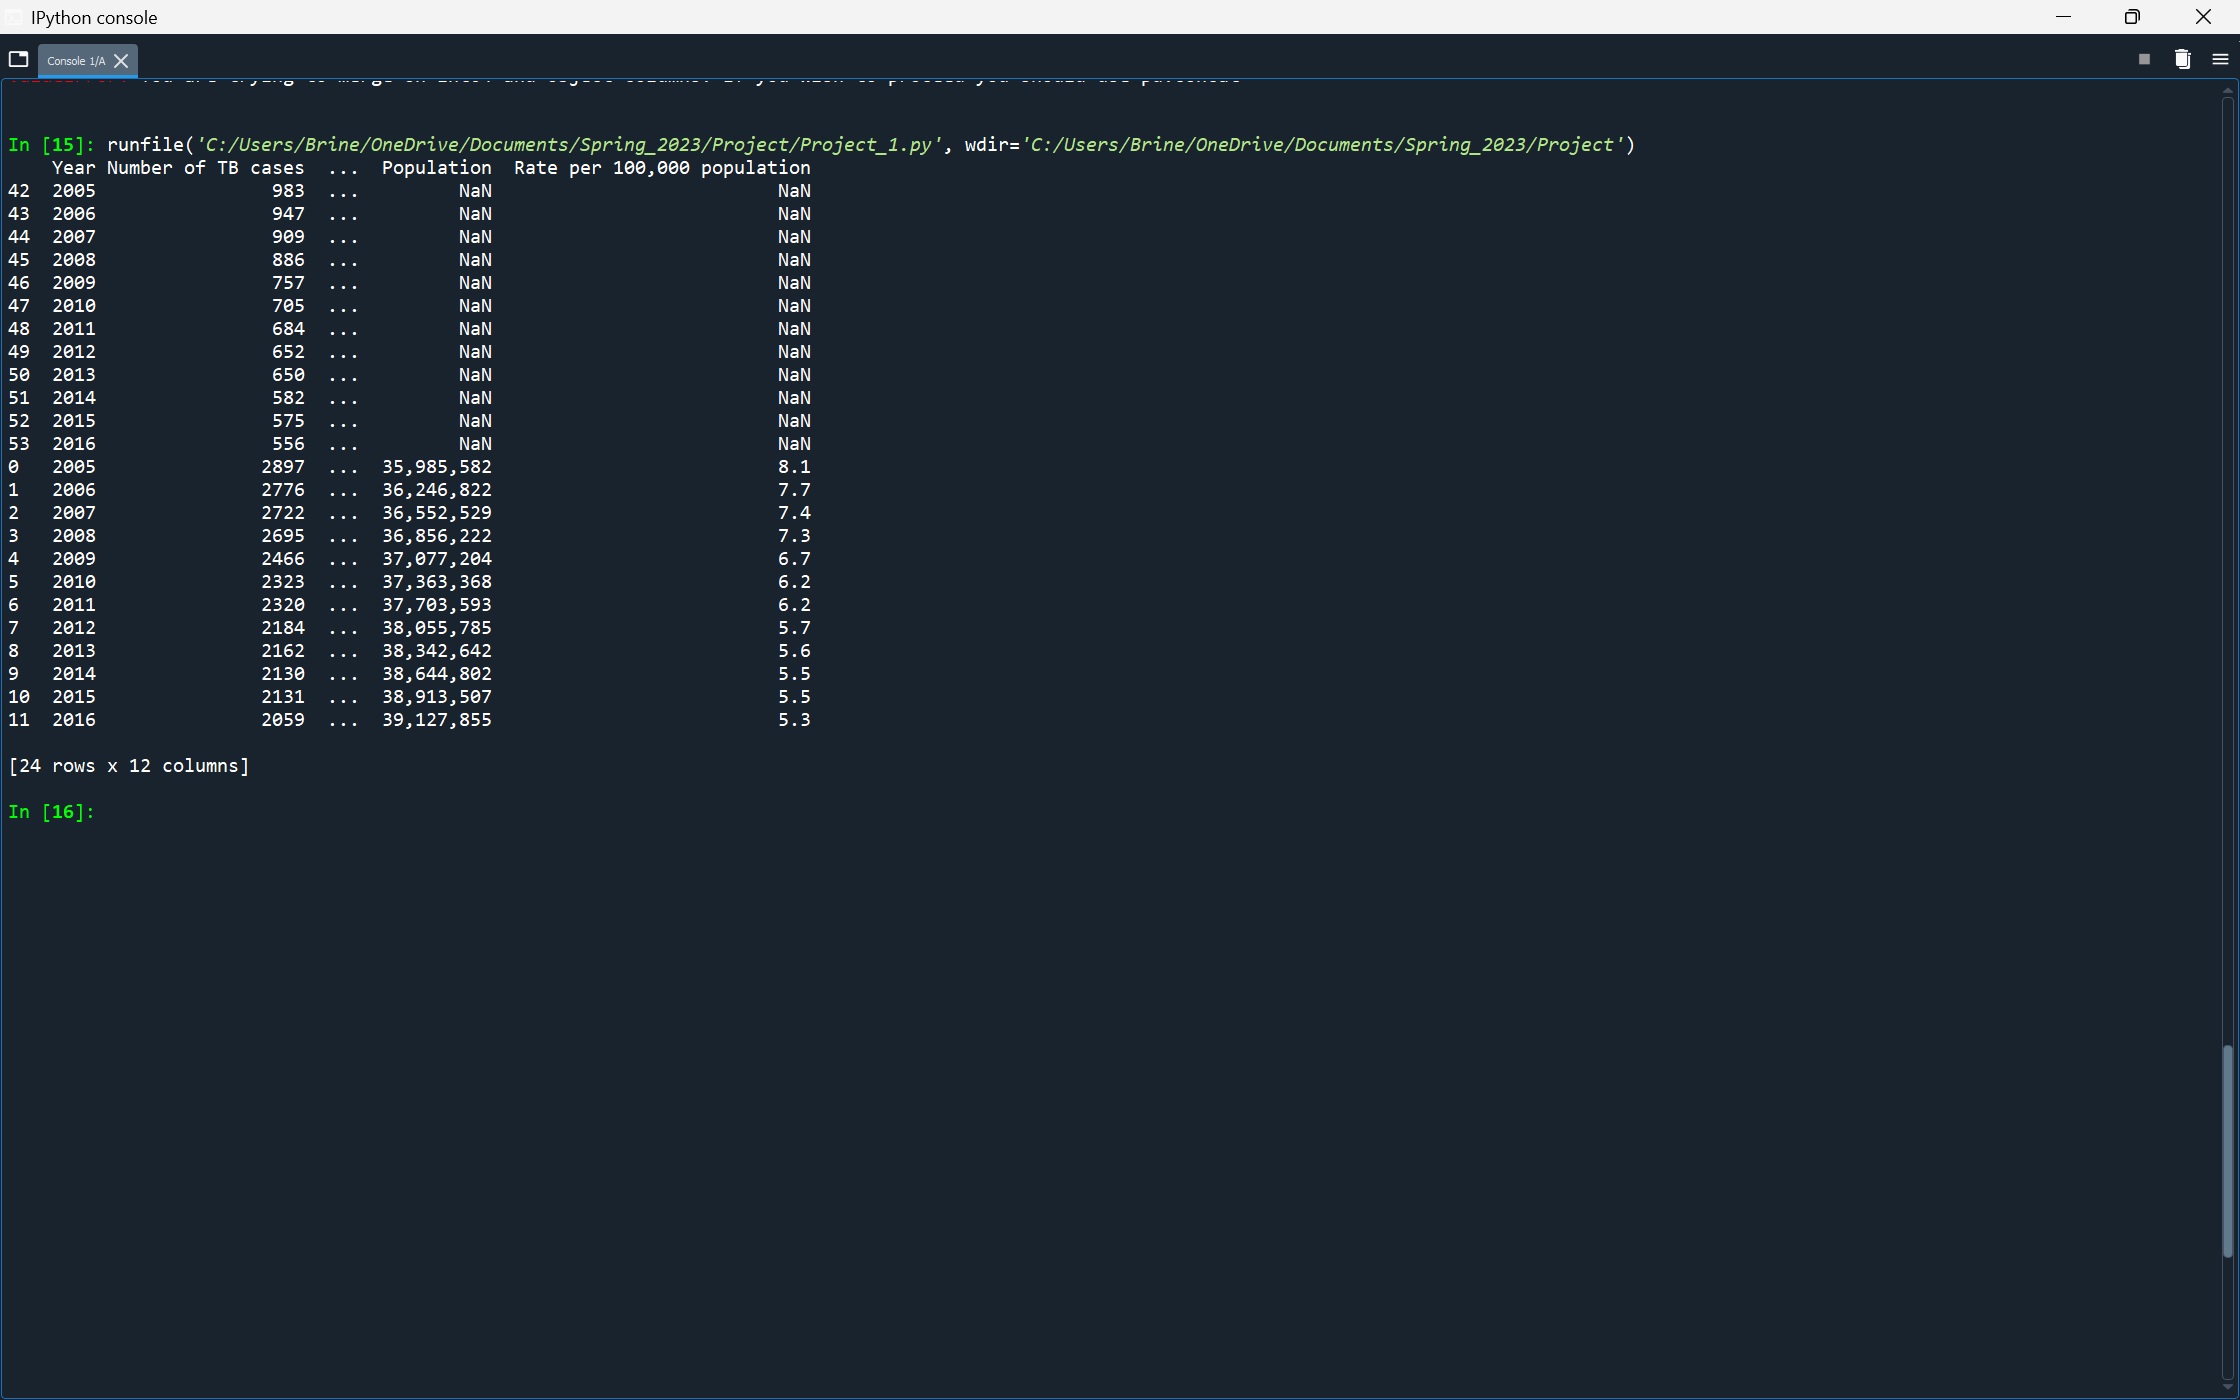 IPython console
Console 1/A
In [15]: runfile('C:/Users/Brine/OneDrive/Documents/Spring_2023/Project/Project_1.py', wdir='C:/Users/Brine/OneDrive/Documents/Spring_2023/Project')
Year Number of TB cases ... Population Rate per 100,000 population
42 2005 983 ... NaN NaN
43 2006 947 ... NaN NaN
44 2007 909 ... NaN NaN
45 2008 886 ... NaN NaN
46 2009 757 ... NaN NaN
47 2010 705 ... NaN NaN
48 2011 684 ... NaN NaN
49 2012 652 ... NaN NaN
50 2013 650 ... NaN NaN
51 2014 582 ... NaN NaN
52 2015 575 ... NaN NaN
53 2016 556 ... NaN NaN
0 2005 2897 ... 35,985,582 8.1
1 2006 2776 ... 36,246,822 7.7
2 2007 2722 ... 36,552,529 7.4
3 2008 2695 ... 36,856,222 7.3
4 2009 2466 ... 37,077,204 6.7
5 2010 2323 ... 37,363,368 6.2
6 2011 2320 ... 37,703,593 6.2
7 2012 2184 ... 38,055,785 5.7
8 2013 2162 ... 38,342,642 5.6
9 2014 2130 ... 38,644,802 5.5
10 2015 2131 ... 38,913,507 5.5
11 2016 2059 ... 39,127,855 5.3
[24 rows x 12 columns]
In [16]: